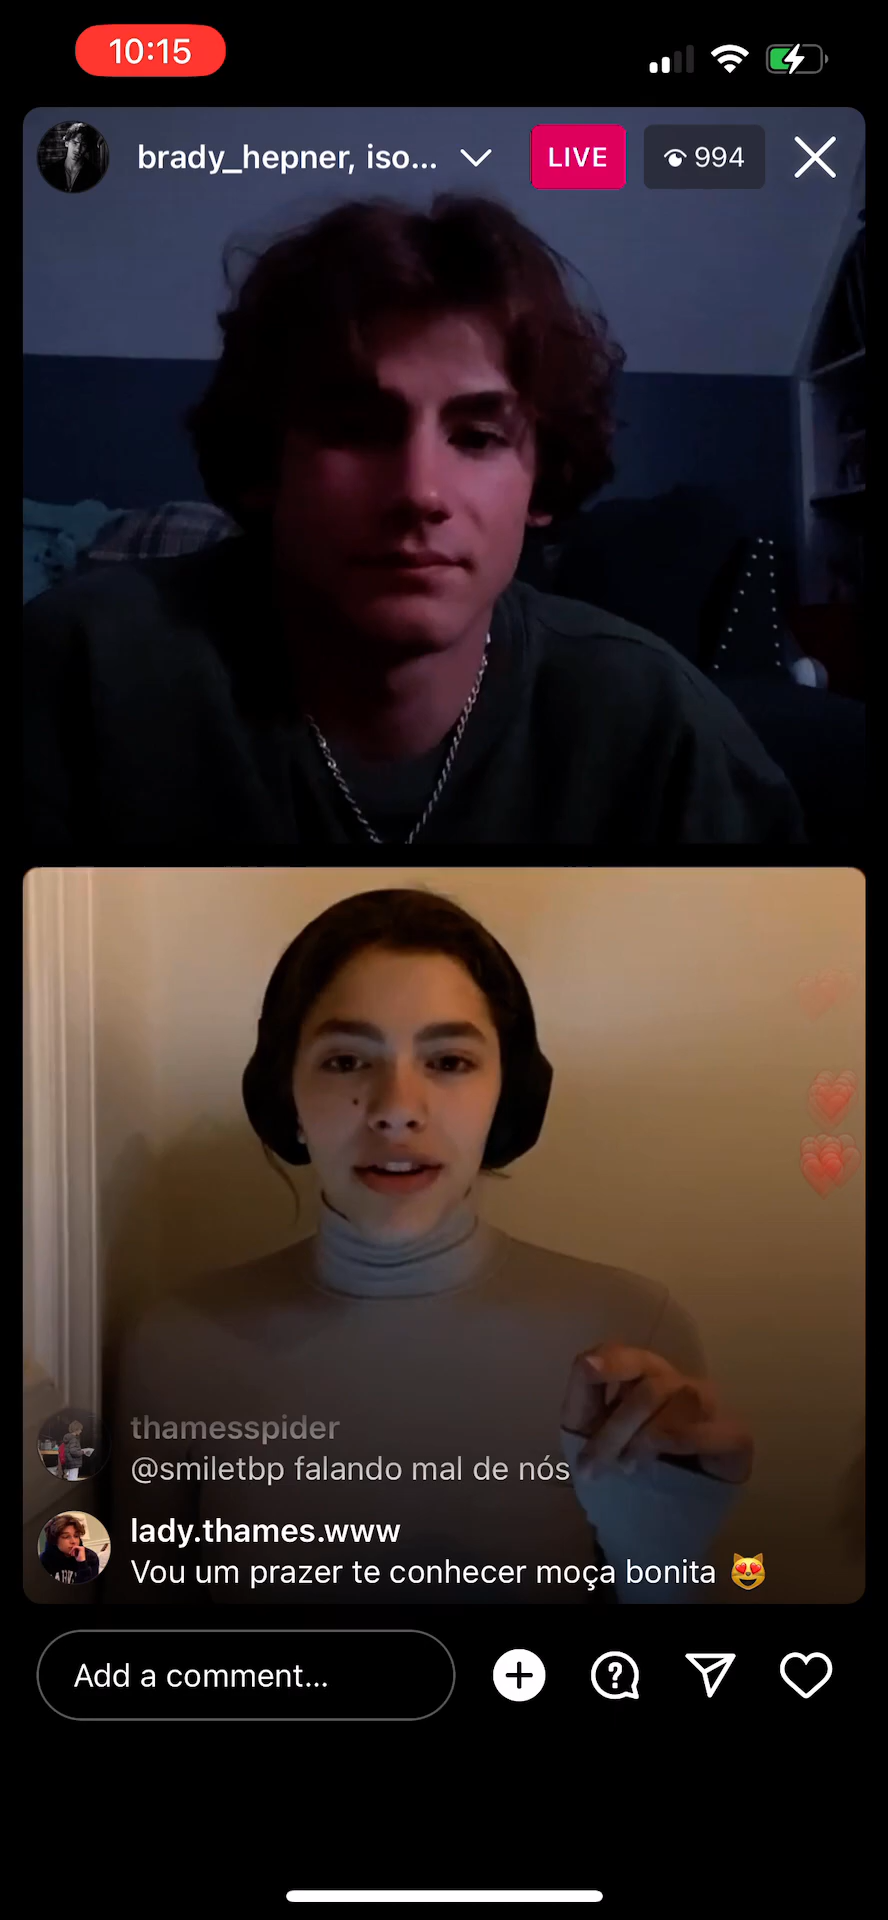 10:15
brady_hepner, iso...
LIVE
994
thamesspider
@smiletbp falando mal de nós
lady.thames.www
Vou um prazer te conhecer moça bonita 😻
Add a comment...